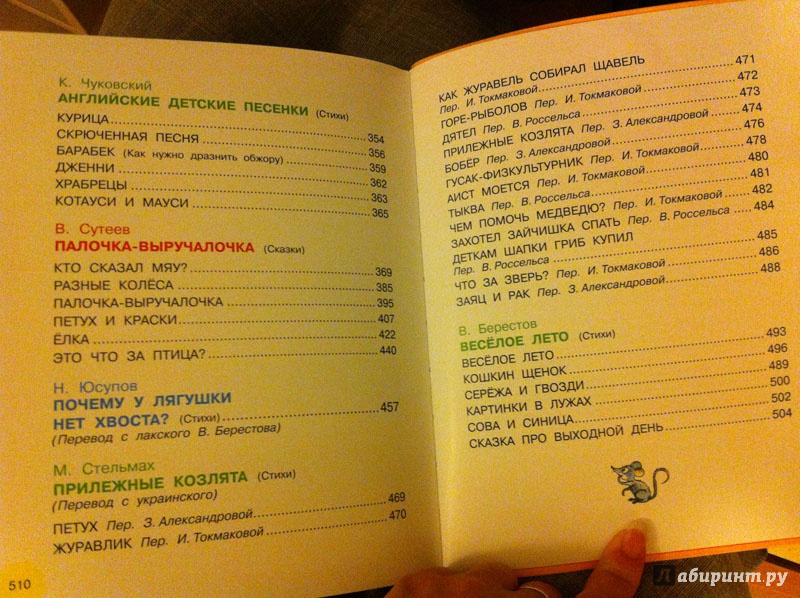 К. Чуковский
АНГЛИЙСКИЕ ДЕТСКИЕ ПЕСЕНКИ (Стихи)
КУРИЦА 354
СКРЮЧЕННАЯ ПЕСНЯ 356
БАРАБЕК (Как нужно дразнить обжору) 359
ДЖЕННИ 362
ХРАБРЕЦЫ 363
КОТАУСИ И МАУСИ 365
В. Сутеев
ПАЛОЧКА-ВЫРУЧАЛОЧКА (Сказки)
КТО СКАЗАЛ МЯУ? 369
РАЗНЫЕ КОЛЁСА 385
ПАЛОЧКА-ВЫРУЧАЛОЧКА 395
ПЕТУХ И КРАСКИ 407
ЁЛКА 422
ЭТО ЧТО ЗА ПТИЦА? 440
Н. Юсупов
ПОЧЕМУ У ЛЯГУШКИ
НЕТ ХВОСТА? (Стихи) 457
(Перевод с лакского В. Берестова)
М. Стельмах
ПРИЛЕЖНЫЕ КОЗЛЯТА (Стихи)
(Перевод с украинского)
ПЕТУХ Пер. З. Александровой 469
ЖУРАВЛИК Пер. И. Токмаковой 470
510
КАК ЖУРАВЕЛЬ СОБИРАЛ ЩАВЕЛЬ
Пер. И. Токмаковой 471
ГОРЕ-РЫБОЛОВ Пер. И. Токмаковой 472
ДЯТЕЛ Пер. В. Россельса 473
ПРИЛЕЖНЫЕ КОЗЛЯТА Пер. З. Александровой 474
БОБЁР Пер. З. Александровой 476
ГУСАК-ФИЗКУЛЬТУРНИК Пер. И. Токмаковой 478
АИСТ МОЕТСЯ Пер. И. Токмаковой 480
ТЫКВА Пер. В. Россельса 481
ЧЕМ ПОМОЧЬ МЕДВЕДЮ? Пер. И. Токмаковой 482
ЗАХОТЕЛ ЗАЙЧИШКА СПАТЬ Пер. В. Россельса 484
ДЕТКАМ ШАПКИ ГРИБ КУПИЛ
Пер. В. Россельса 485
ЧТО ЗА ЗВЕРЬ? Пер. И. Токмаковой 486
ЗАЯЦ И РАК Пер. З. Александровой 488
В. Берестов
ВЕСЁЛОЕ ЛЕТО (Стихи)
ВЕСЁЛОЕ ЛЕТО 493
КОШКИН ЩЕНОК 496
СЕРЁЖА И ГВОЗДИ 489
КАРТИНКИ В ЛУЖАХ 500
СОВА И СИНИЦА 502
СКАЗКА ПРО ВЫХОДНОЙ ДЕНЬ 504
Лабиринт.ру